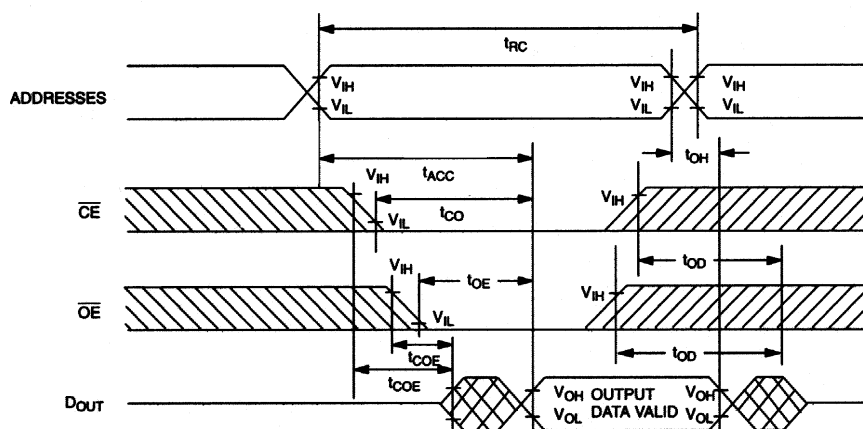 tRC
ADDRESSES
VIH VIH VIH
VIL VIL VIL
tOH
tACC
VIH
CE VIH
tCO
VIL
tOD
VIH
tOE
OE VIH
VIL
tOD
tCOE
tCOE
DOUT
VOH OUTPUT VOH
VOL DATA VALID VOL